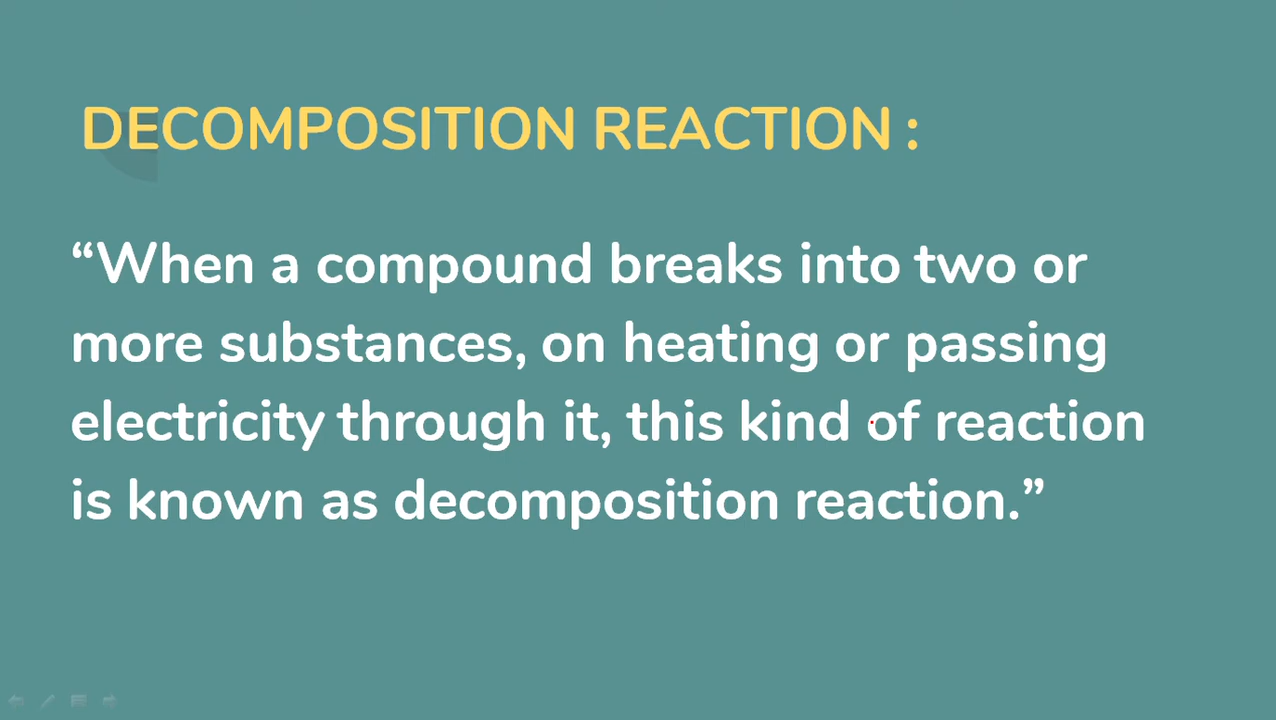 DECOMPOSITION REACTION :
“When a compound breaks into two or
more substances, on heating or passing
electricity through it, this kind of reaction
is known as decomposition reaction.”